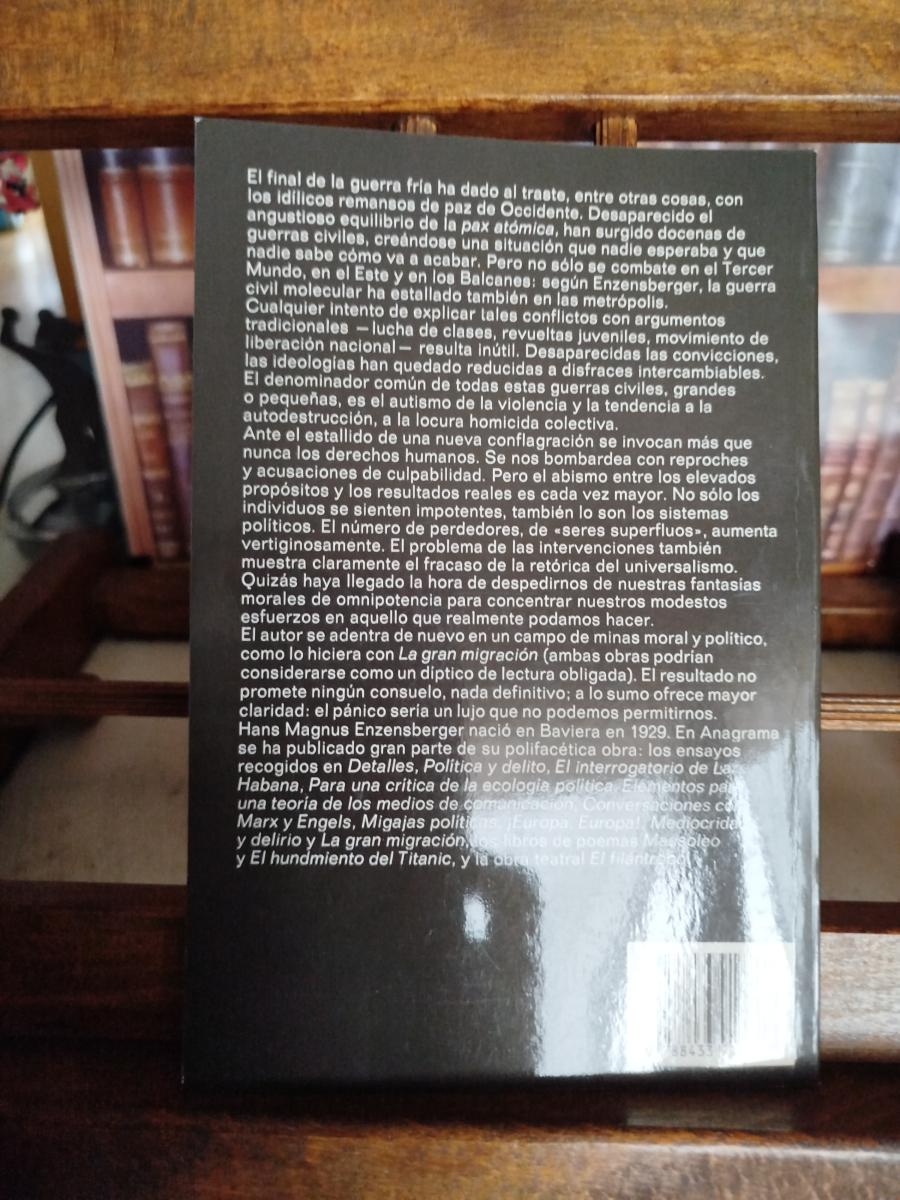 El final de la guerra fría ha dado al traste, entre otras cosas, con
los idílicos remansos de paz de Occidente. Desaparecido el
angustioso equilibrio de la pax atómica, han surgido docenas de
guerras civiles, creándose una situación que nadie esperaba y que
nadie sabe cómo va a acabar. Pero no sólo se combate en el Tercer
Mundo, en el Este y en los Balcanes: según Enzensberger, la guerra
civil molecular ha estallado también en las metrópolis.
Cualquier intento de explicar tales conflictos con argumentos
tradicionales —lucha de clases, revueltas juveniles, movimiento de
liberación nacional— resulta inútil. Desaparecidas las convicciones,
las ideologías han quedado reducidas a disfraces intercambiables.
El denominador común de todas estas guerras civiles, grandes
o pequeñas, es el autismo de la violencia y la tendencia a la
autodestrucción, a la locura homicida colectiva.
Ante el estallido de una nueva conflagración se invocan más que
nunca los derechos humanos. Se nos bombardea con reproches
y acusaciones de culpabilidad. Pero el abismo entre los elevados
propósitos y los resultados reales es cada vez mayor. No sólo los
individuos se sienten impotentes, también lo son los sistemas
políticos. El número de perdedores, de «seres superfluos», aumenta
vertiginosamente. El problema de las intervenciones también
muestra claramente el fracaso de la retórica del universalismo.
Quizás haya llegado la hora de despedirnos de nuestras fantasías
morales de omnipotencia para concentrar nuestros modestos
esfuerzos en aquello que realmente podamos hacer.
El autor se adentra de nuevo en un campo de minas moral y político,
como lo hiciera con La gran migración (ambas obras podrían
considerarse como un díptico de lectura obligada). El resultado no
promete ningún consuelo, nada definitivo; a lo sumo ofrece mayor
claridad: el pánico sería un lujo que no podemos permitirnos.
Hans Magnus Enzensberger nació en Baviera en 1929. En Anagrama
se ha publicado gran parte de su polifacética obra: los ensayos
recogidos en Detalles, Política y delito, El interrogatorio de La
Habana, Para una crítica de la ecología política, Elementos para
una teoría de los medios de comunicación, Conversaciones con
Marx y Engels, Migajas políticas, ¡Europa, Europa!, Mediocridad
y delirio y La gran migración, los libros de poemas Mausoleo
y El hundmiento del Titanic, y la obra teatral El filántropo.